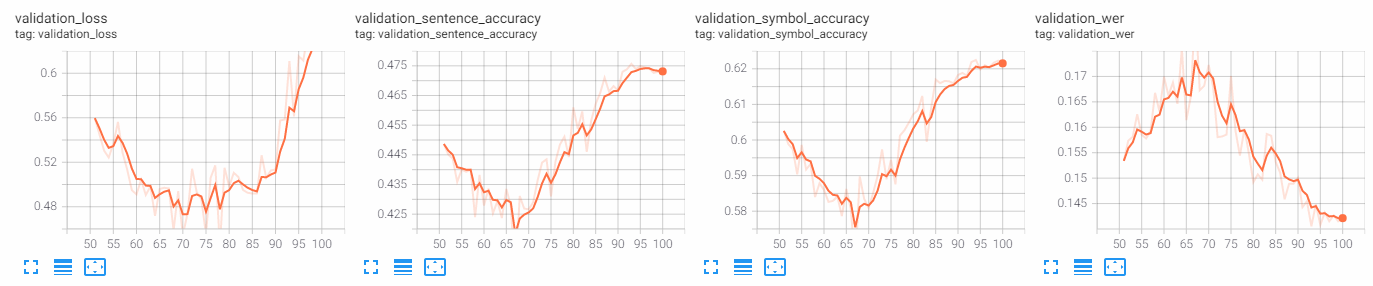 validation_loss
tag: validation_loss
0.6
0.56
0.52
0.48
50 55 60 65 70 75 80 85 90 95 100
validation_sentence_accuracy
tag: validation_sentence_accuracy
0.475
0.465
0.455
0.445
0.435
0.425
50 55 60 65 70 75 80 85 90 95 100
validation_symbol_accuracy
tag: validation_symbol_accuracy
0.62
0.61
0.6
0.59
0.58
50 55 60 65 70 75 80 85 90 95 100
validation_wer
tag: validation_wer
0.17
0.165
0.16
0.155
0.15
0.145
50 55 60 65 70 75 80 85 90 95 100